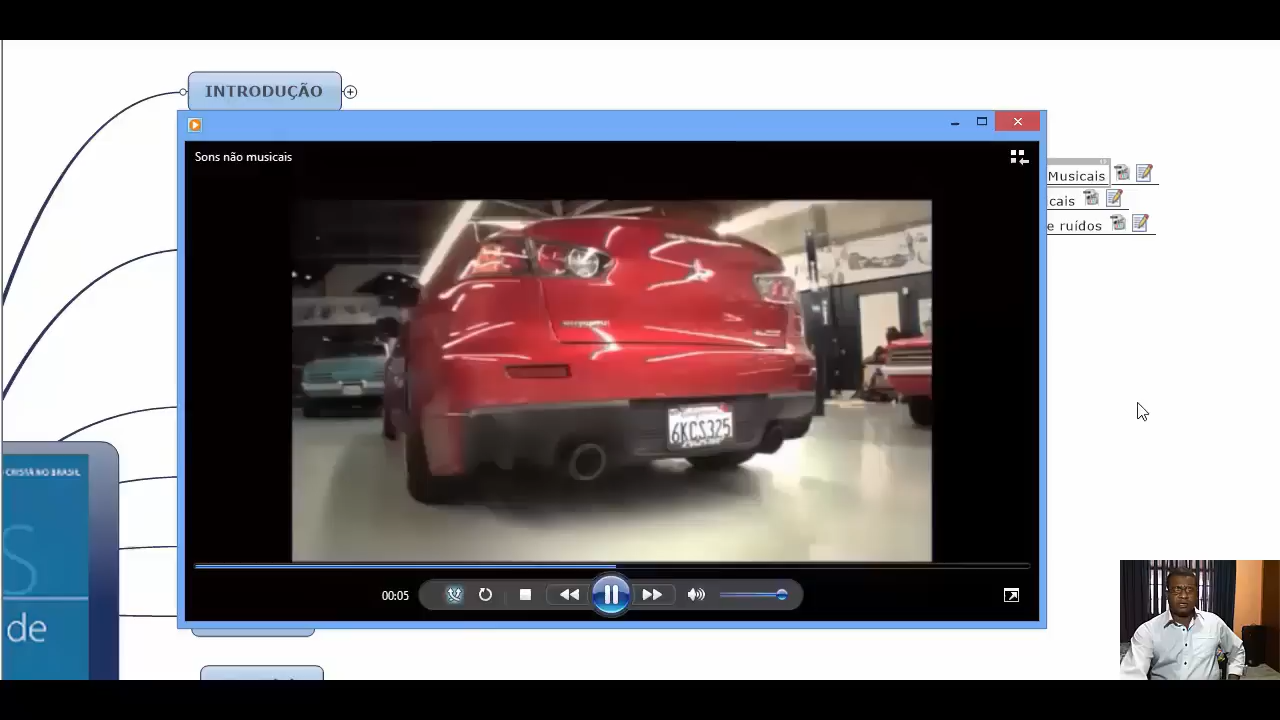 INTRODUÇÃO
Sons não musicais
Musicais
cais
e ruídos
6KCS325
CRISTÃ NO BRASIL
S
de
00:05